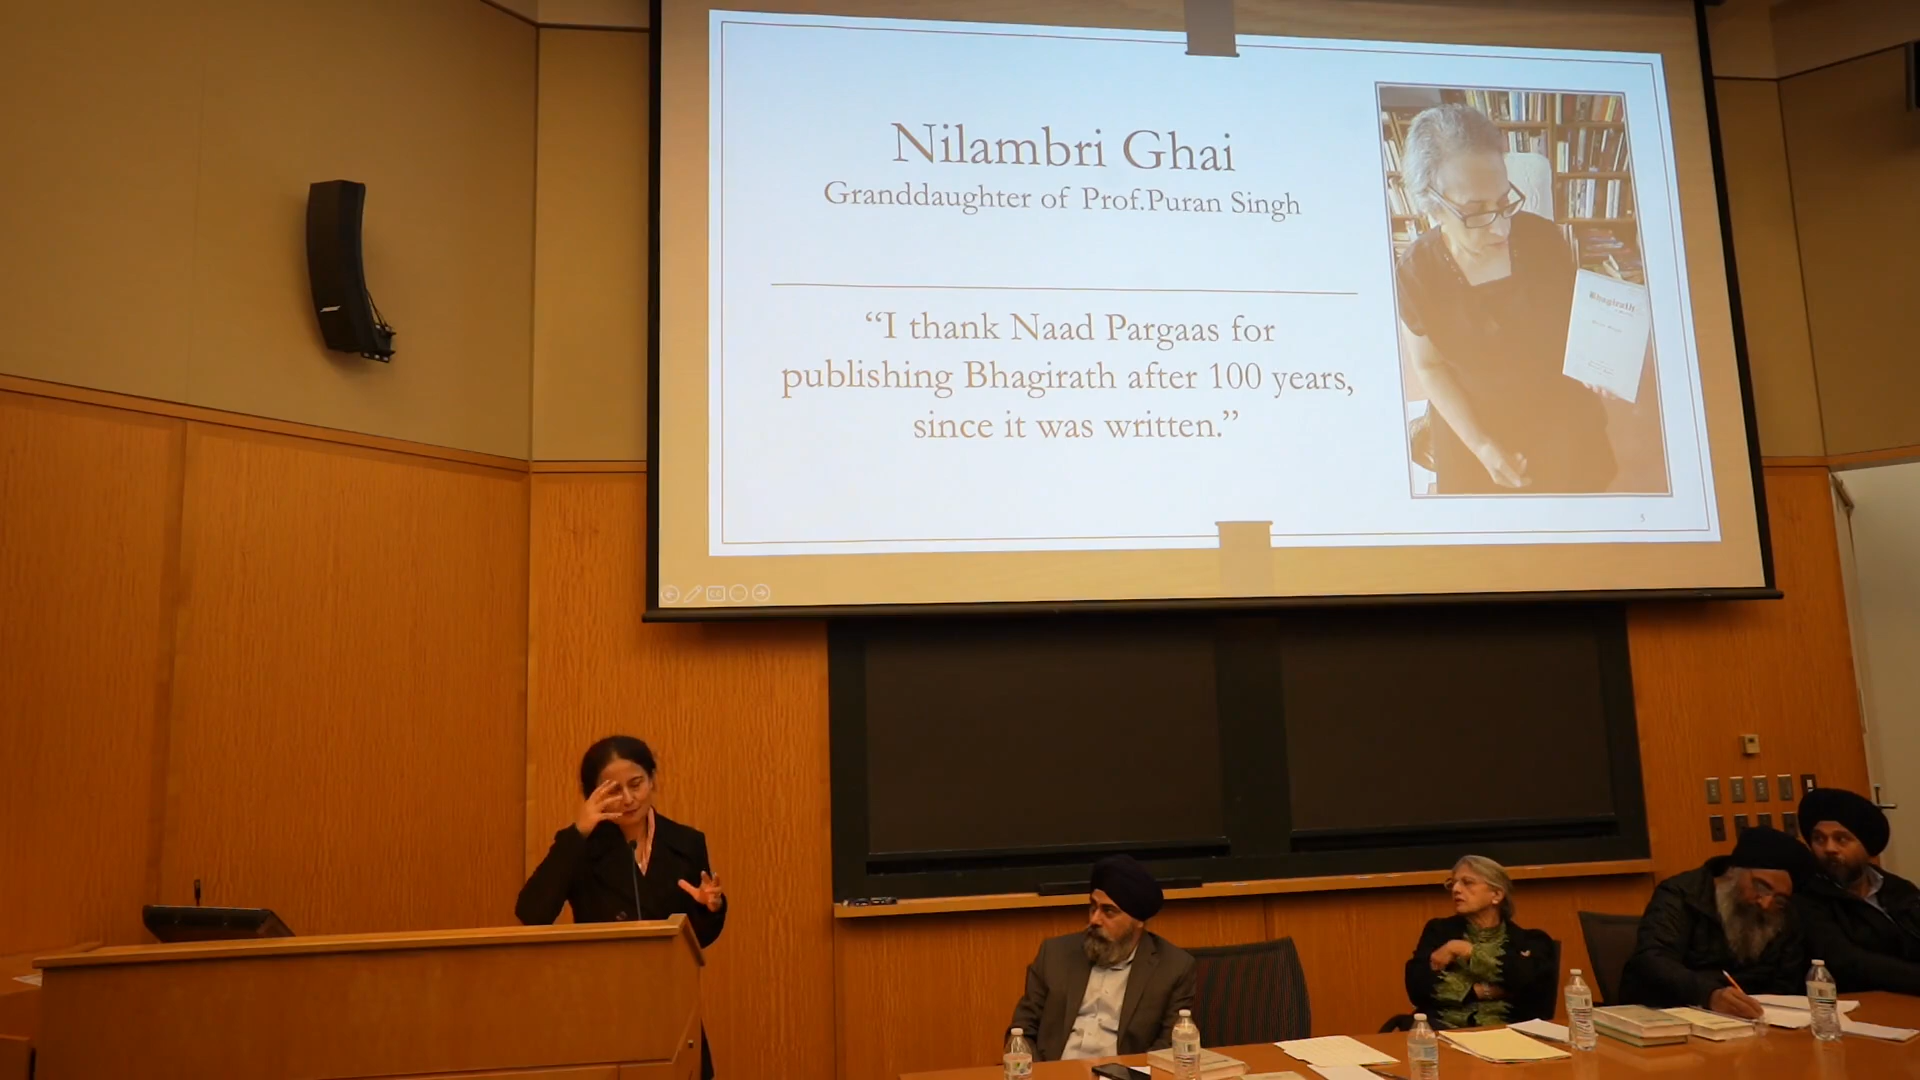 Nilambri Ghai
Granddaughter of Prof.Puran Singh
“I thank Naad Pargaas for
publishing Bhagirath after 100 years,
since it was written.”
Bhagirath
5